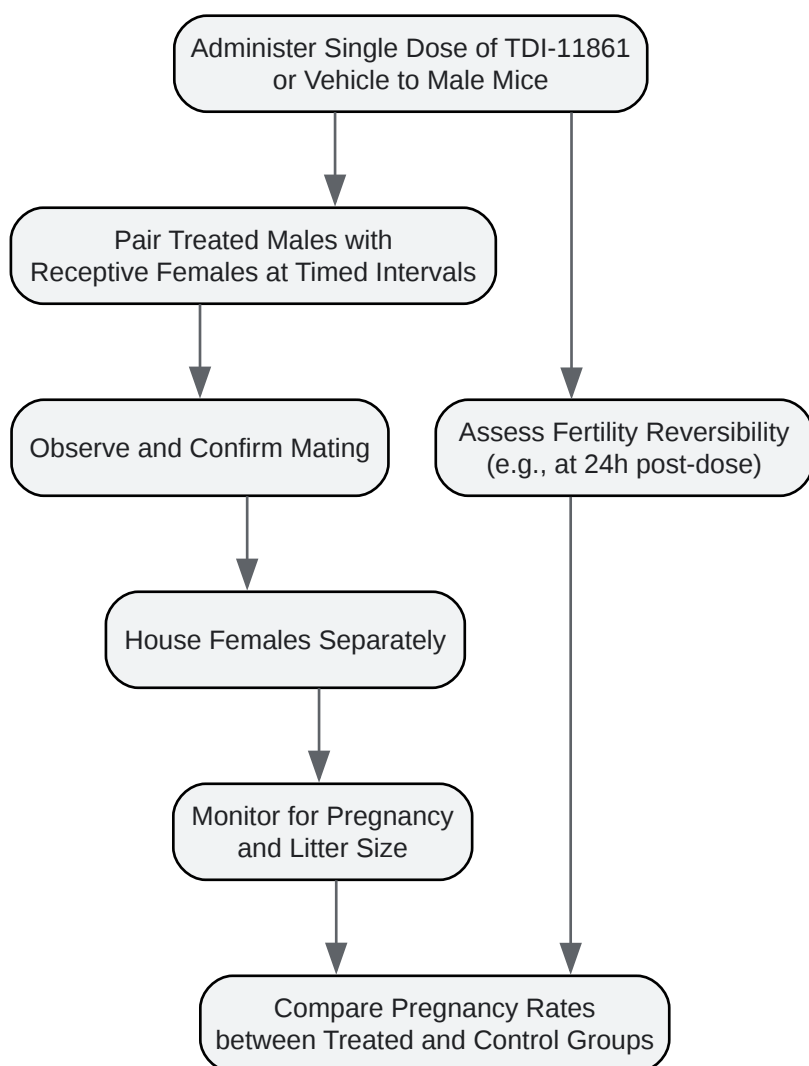 Administer Single Dose of TDI-11861
or Vehicle to Male Mice
Pair Treated Males with
Receptive Females at Timed Intervals
Observe and Confirm Mating
Assess Fertility Reversibility
(e.g., at 24h post-dose)
House Females Separately
Monitor for Pregnancy
and Litter Size
Compare Pregnancy Rates
between Treated and Control Groups